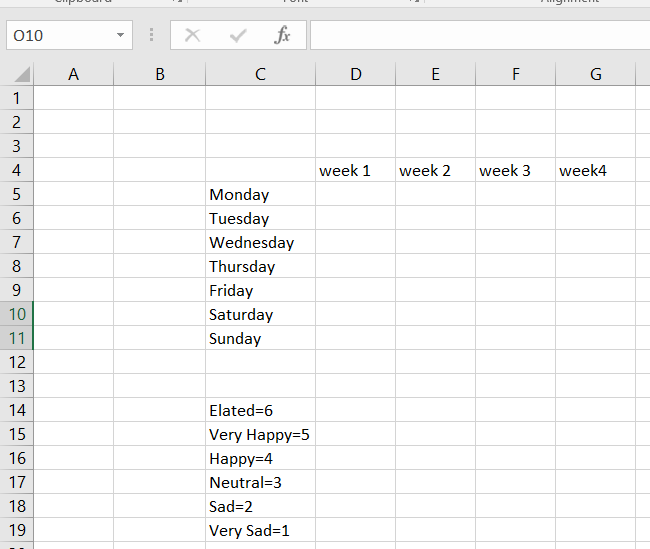 Clipboard Font Alignment
O10 fx
A B C D E F G
1
2
3
4 week 1 week 2 week 3 week4
5 Monday
6 Tuesday
7 Wednesday
8 Thursday
9 Friday
10 Saturday
11 Sunday
12
13
14 Elated=6
15 Very Happy=5
16 Happy=4
17 Neutral=3
18 Sad=2
19 Very Sad=1